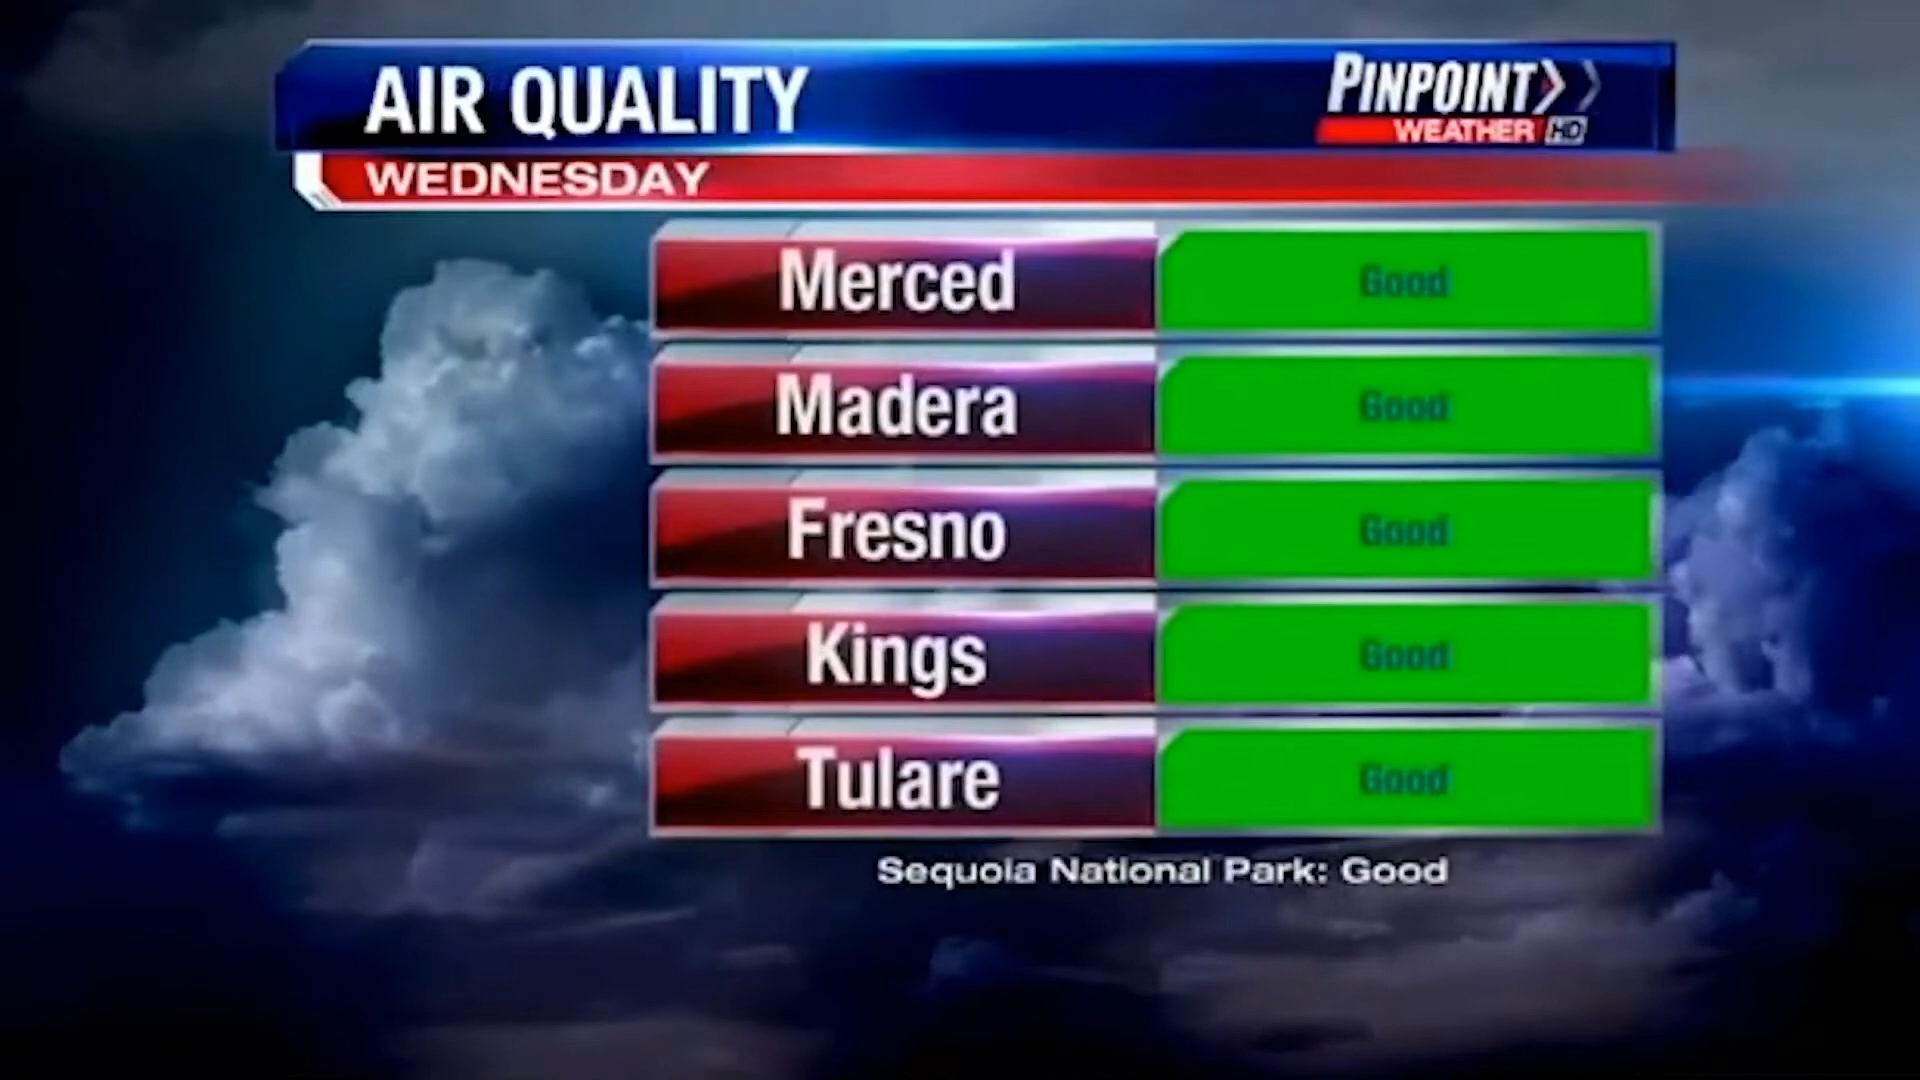 AIR QUALITY
PINPOINT
WEATHER HD
WEDNESDAY
Merced Good
Madera Good
Fresno Good
Kings Good
Tulare Good
Sequoia National Park: Good